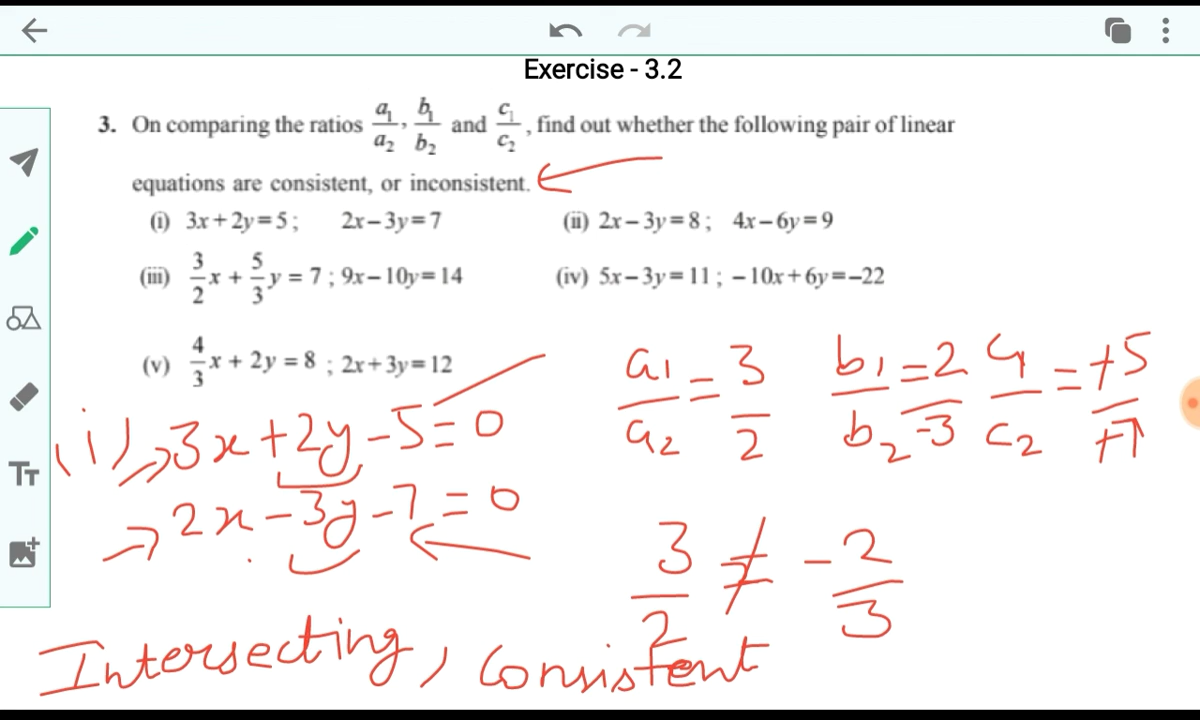 Exercise - 3.2
3. On comparing the ratios a₁/a₂, b₁/b₂ and c₁/c₂, find out whether the following pair of linear
equations are consistent, or inconsistent.
(i) 3x + 2y = 5 ; 2x – 3y = 7 (ii) 2x – 3y = 8 ; 4x – 6y = 9
(iii) 3/2 x + 5/3 y = 7 ; 9x – 10y = 14 (iv) 5x – 3y = 11 ; – 10x + 6y = –22
(v) 4/3 x + 2y = 8 ; 2x + 3y = 12
a₁/a₂ = 3/2 b₁/b₂ = 2/-3 c₁/c₂ = +5/+7
(i) → 3x + 2y - 5 = 0
→ 2x - 3y - 7 = 0
3/2 ≠ -2/3
Intersecting, Consistent
TT